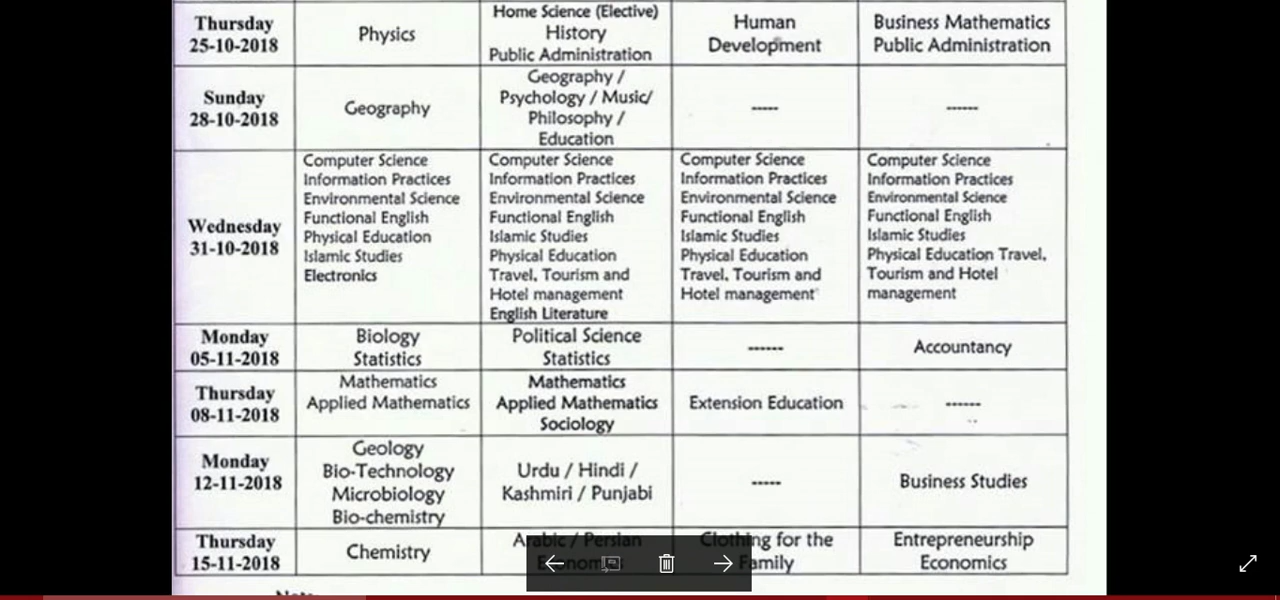 Thursday
25-10-2018
Physics
Home Science (Elective)
History
Public Administration
Human
Development
Business Mathematics
Public Administration
Sunday
28-10-2018
Geography
Geography /
Psychology / Music/
Philosophy /
Education
-----
------
Wednesday
31-10-2018
Computer Science
Information Practices
Environmental Science
Functional English
Physical Education
Islamic Studies
Electronics
Computer Science
Information Practices
Environmental Science
Functional English
Islamic Studies
Physical Education
Travel, Tourism and
Hotel management
English Literature
Computer Science
Information Practices
Environmental Science
Functional English
Islamic Studies
Physical Education
Travel, Tourism and
Hotel management
Computer Science
Information Practices
Environmental Science
Functional English
Islamic Studies
Physical Education Travel,
Tourism and Hotel
management
Monday
05-11-2018
Biology
Statistics
Political Science
Statistics
------
Accountancy
Thursday
08-11-2018
Mathematics
Applied Mathematics
Mathematics
Applied Mathematics
Sociology
Extension Education
------
Monday
12-11-2018
Geology
Bio-Technology
Microbiology
Bio-chemistry
Urdu / Hindi /
Kashmiri / Punjabi
-----
Business Studies
Thursday
15-11-2018
Chemistry
Arabic / Persian
Economics
Clothing for the
Family
Entrepreneurship
Economics